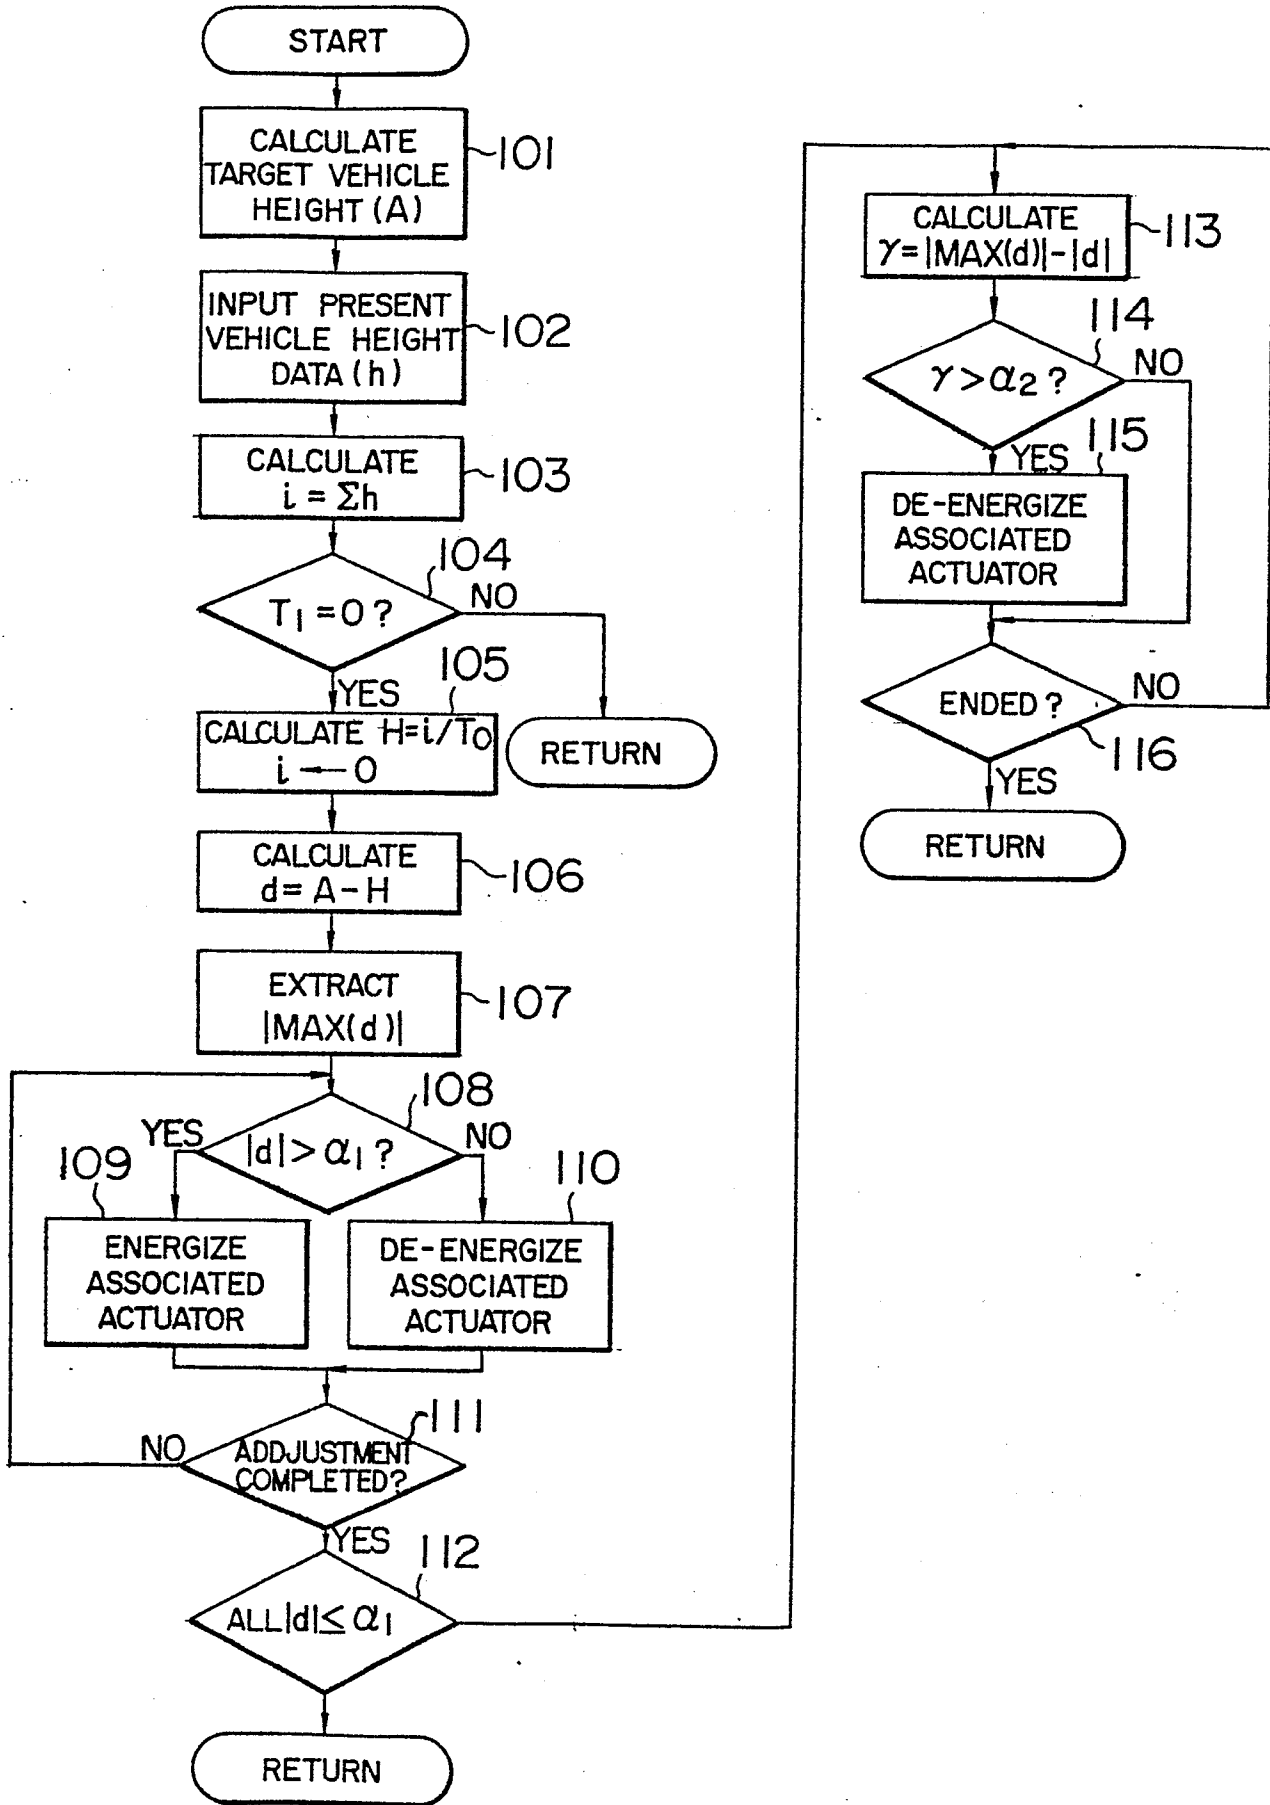 START
CALCULATE
TARGET VEHICLE
HEIGHT (A)
101
INPUT PRESENT
VEHICLE HEIGHT
DATA (h)
102
CALCULATE
i = Σh
103
104
T1 = 0 ?
NO
YES
105
CALCULATE H=i/T0
i ← 0
RETURN
CALCULATE
d = A - H
106
EXTRACT
|MAX(d)|
107
108
|d| > α1 ?
YES
NO
109
ENERGIZE
ASSOCIATED
ACTUATOR
110
DE-ENERGIZE
ASSOCIATED
ACTUATOR
111
ADDJUSTMENT
COMPLETED?
NO
YES
112
ALL|d| ≤ α1
RETURN
CALCULATE
γ=|MAX(d)|-|d|
113
114
γ > α2 ?
NO
YES
115
DE-ENERGIZE
ASSOCIATED
ACTUATOR
ENDED ?
NO
116
YES
RETURN